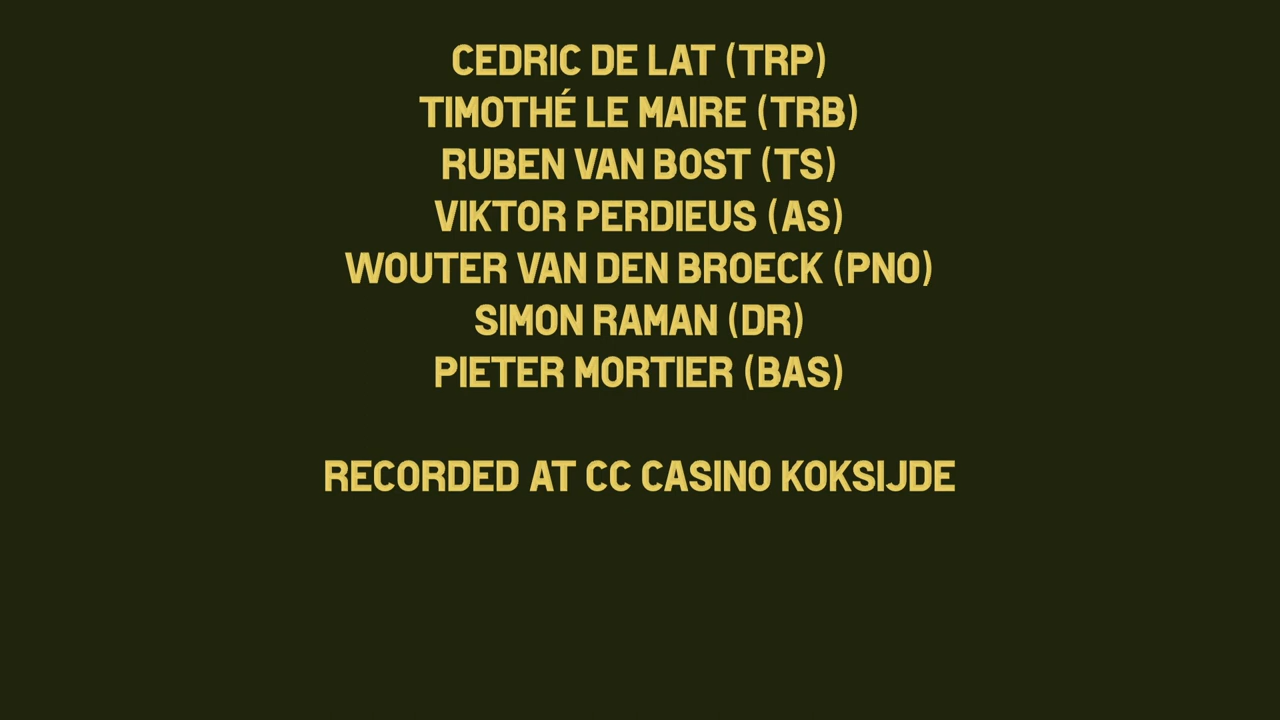 CEDRIC DE LAT (TRP)
TIMOTHÉ LE MAIRE (TRB)
RUBEN VAN BOST (TS)
VIKTOR PERDIEUS (AS)
WOUTER VAN DEN BROECK (PNO)
SIMON RAMAN (DR)
PIETER MORTIER (BAS)
RECORDED AT CC CASINO KOKSIJDE